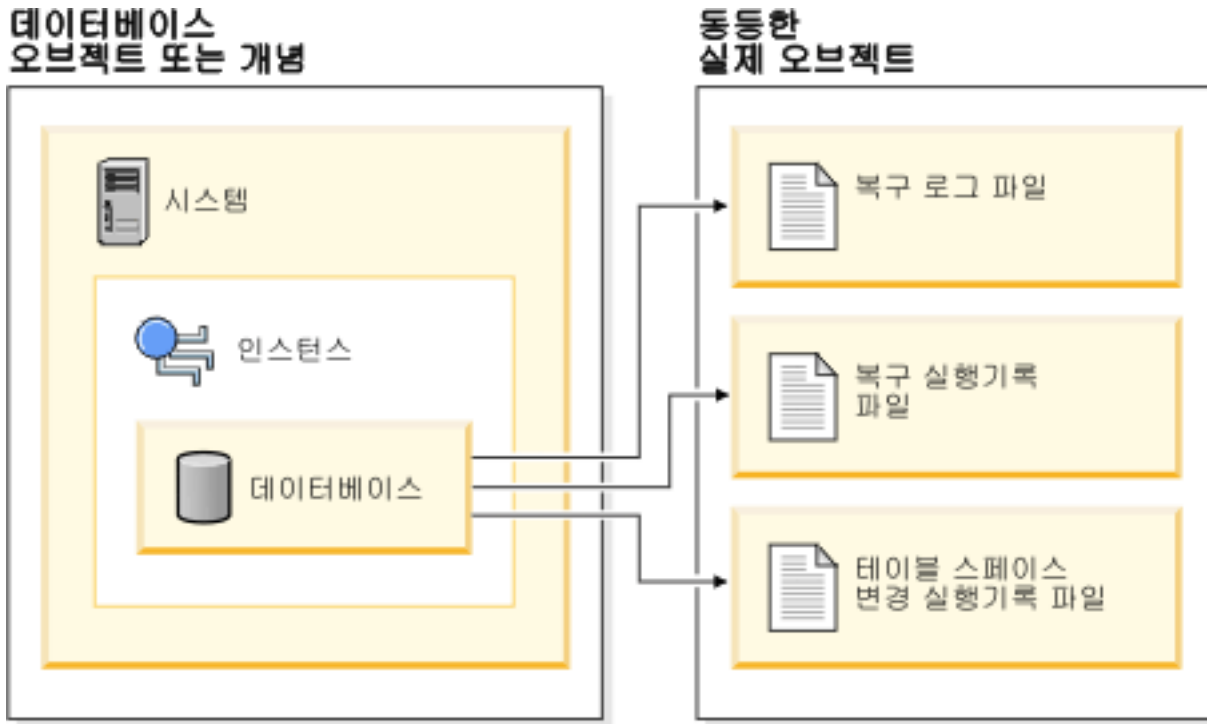 데이터베이스
오브젝트 또는 개념
시스템
인스턴스
데이터베이스
동등한
실제 오브젝트
복구 로그 파일
복구 실행기록
파일
테이블 스페이스
변경 실행기록 파일